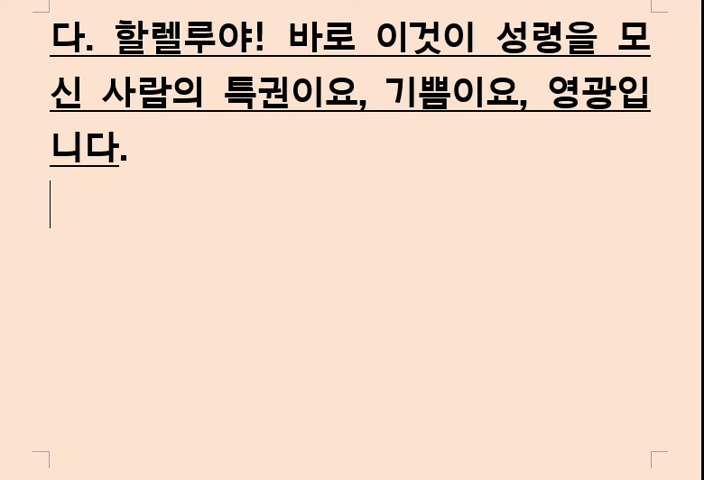 다. 할렐루야! 바로 이것이 성령을 모
신 사람의 특권이요, 기쁨이요, 영광입
니다.